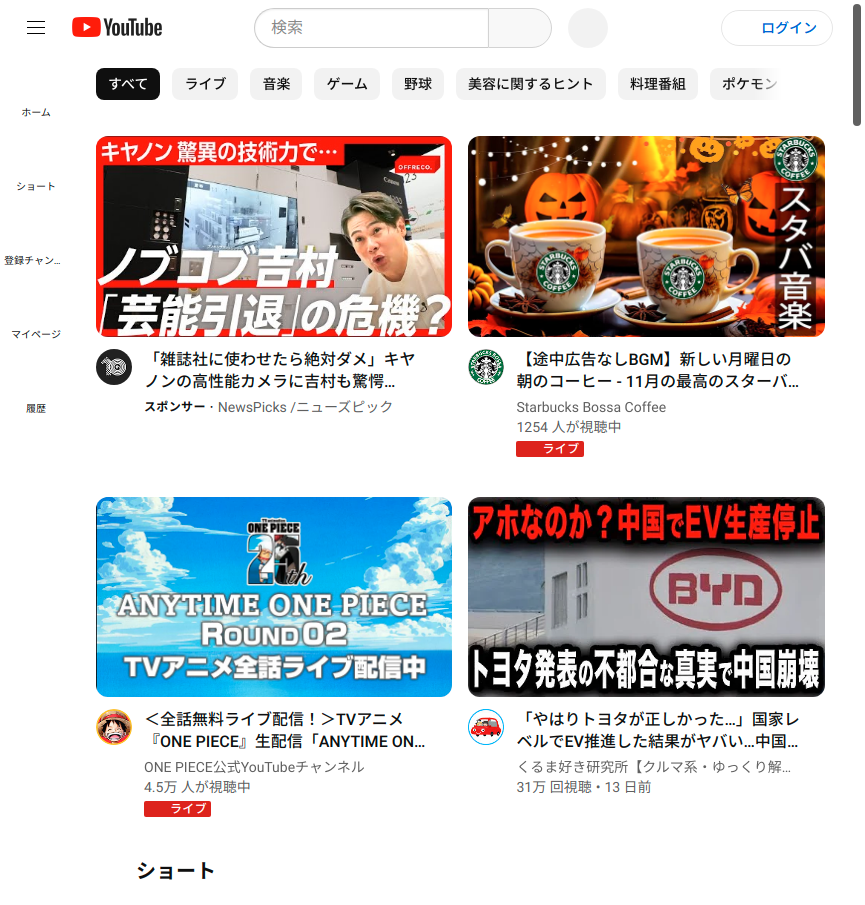 YouTube
検索
ログイン
すべて
ライブ
音楽
ゲーム
野球
美容に関するヒント
料理番組
ポケモン
ホーム
ショート
登録チャン...
マイページ
履歴
キヤノン 驚異の技術力で…
OFFRECO.
Canon
ノブコブ吉村
「芸能引退」の危機？
「雑誌社に使わせたら絶対ダメ」キヤ
ノンの高性能カメラに吉村も驚愕...
スポンサー · NewsPicks /ニューズピック
STARBUCKS COFFEE
STARBUCKS COFFEE
STARBUCKS COFFEE
スタバ音楽
【途中広告なしBGM】新しい月曜日の
朝のコーヒー - 11月の最高のスターバ...
Starbucks Bossa Coffee
1254 人が視聴中
ライブ
ONE PIECE
25th
ANYTIME ONE PIECE
ROUND 02
TVアニメ全話ライブ配信中
＜全話無料ライブ配信！＞TVアニメ
『ONE PIECE』生配信「ANYTIME ON...
ONE PIECE公式YouTubeチャンネル
4.5万 人が視聴中
ライブ
アホなのか？中国でEV生産停止
BYD
トヨタ発表の不都合な真実で中国崩壊
「やはりトヨタが正しかった…」国家レ
ベルでEV推進した結果がヤバい...中国...
くるま好き研究所【クルマ系・ゆっくり解...
31万 回視聴 • 13 日前
ショート